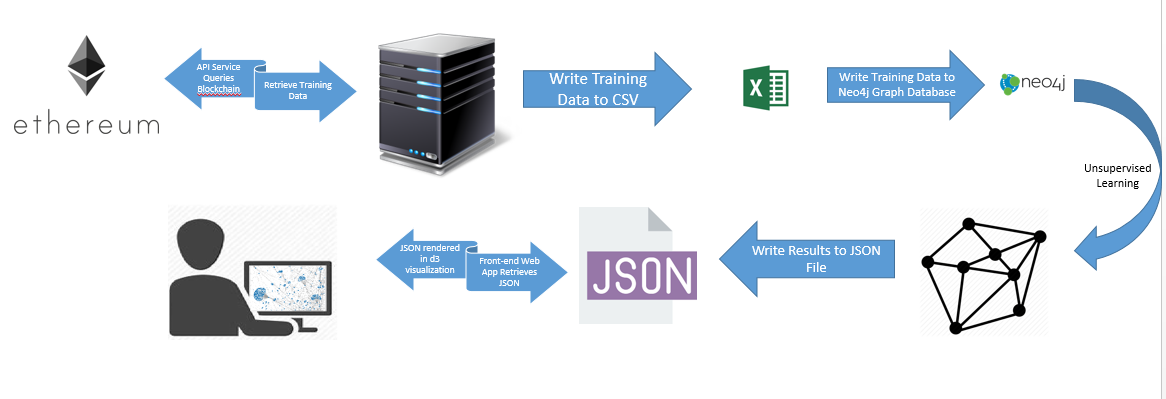 ethereum
API Service
Queries
Blockchain
Retrieve Training
Data
Write Training
Data to CSV
X
Write Training Data to
Neo4j Graph Database
neo4j
Unsupervised
Learning
JSON rendered
in d3
visualization
Front-end Web
App Retrieves
JSON
JSON
Write Results to JSON
File